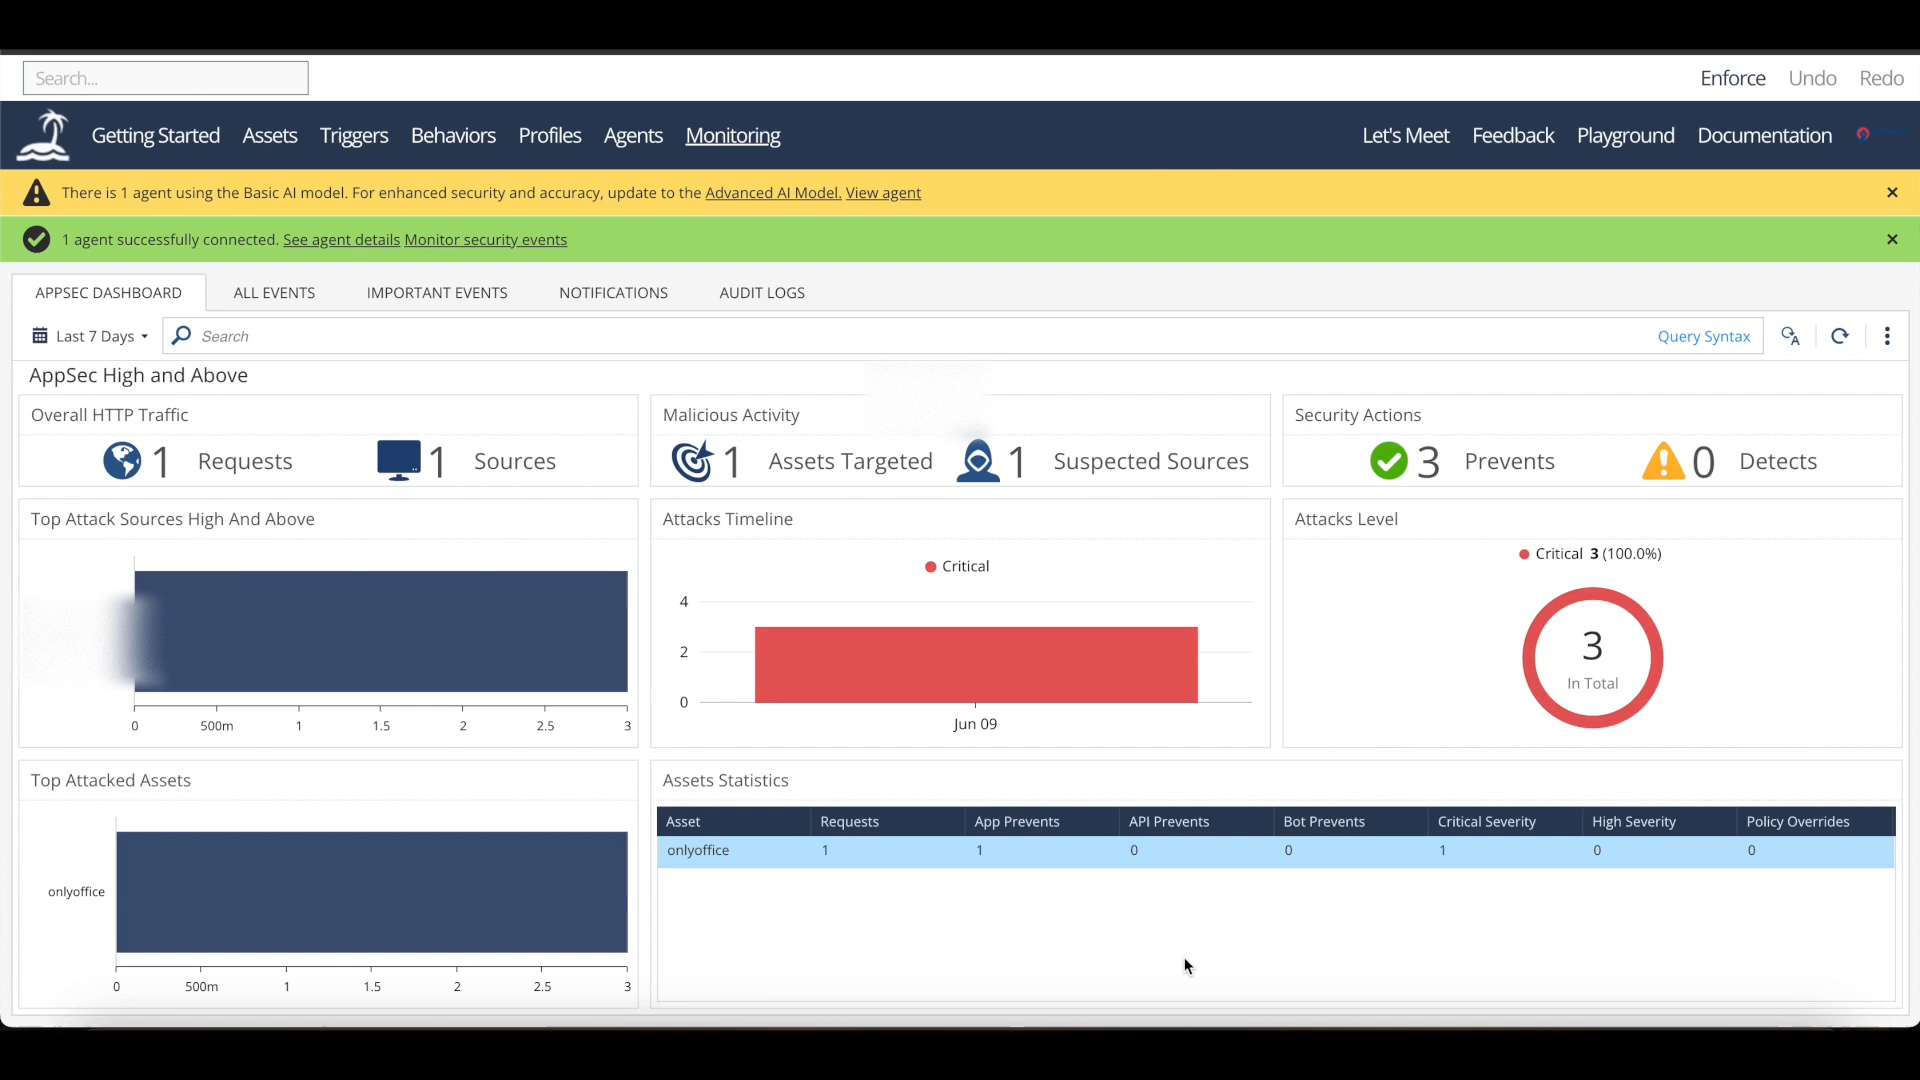 Search...
Enforce Undo Redo
Getting Started Assets Triggers Behaviors Profiles Agents Monitoring Let's Meet Feedback Playground Documentation
There is 1 agent using the Basic AI model. For enhanced security and accuracy, update to the Advanced AI Model. View agent
1 agent successfully connected. See agent details Monitor security events
APPSEC DASHBOARD ALL EVENTS IMPORTANT EVENTS NOTIFICATIONS AUDIT LOGS
Last 7 Days Search Query Syntax
AppSec High and Above
Overall HTTP Traffic
1 Requests 1 Sources
Malicious Activity
1 Assets Targeted 1 Suspected Sources
Security Actions
3 Prevents 0 Detects
Top Attack Sources High And Above
0 500m 1 1.5 2 2.5 3
Attacks Timeline
Critical
4
2
0
Jun 09
Attacks Level
Critical 3 (100.0%)
3
In Total
Top Attacked Assets
onlyoffice
0 500m 1 1.5 2 2.5 3
Assets Statistics
Asset Requests App Prevents API Prevents Bot Prevents Critical Severity High Severity Policy Overrides
onlyoffice 1 1 0 0 1 0 0